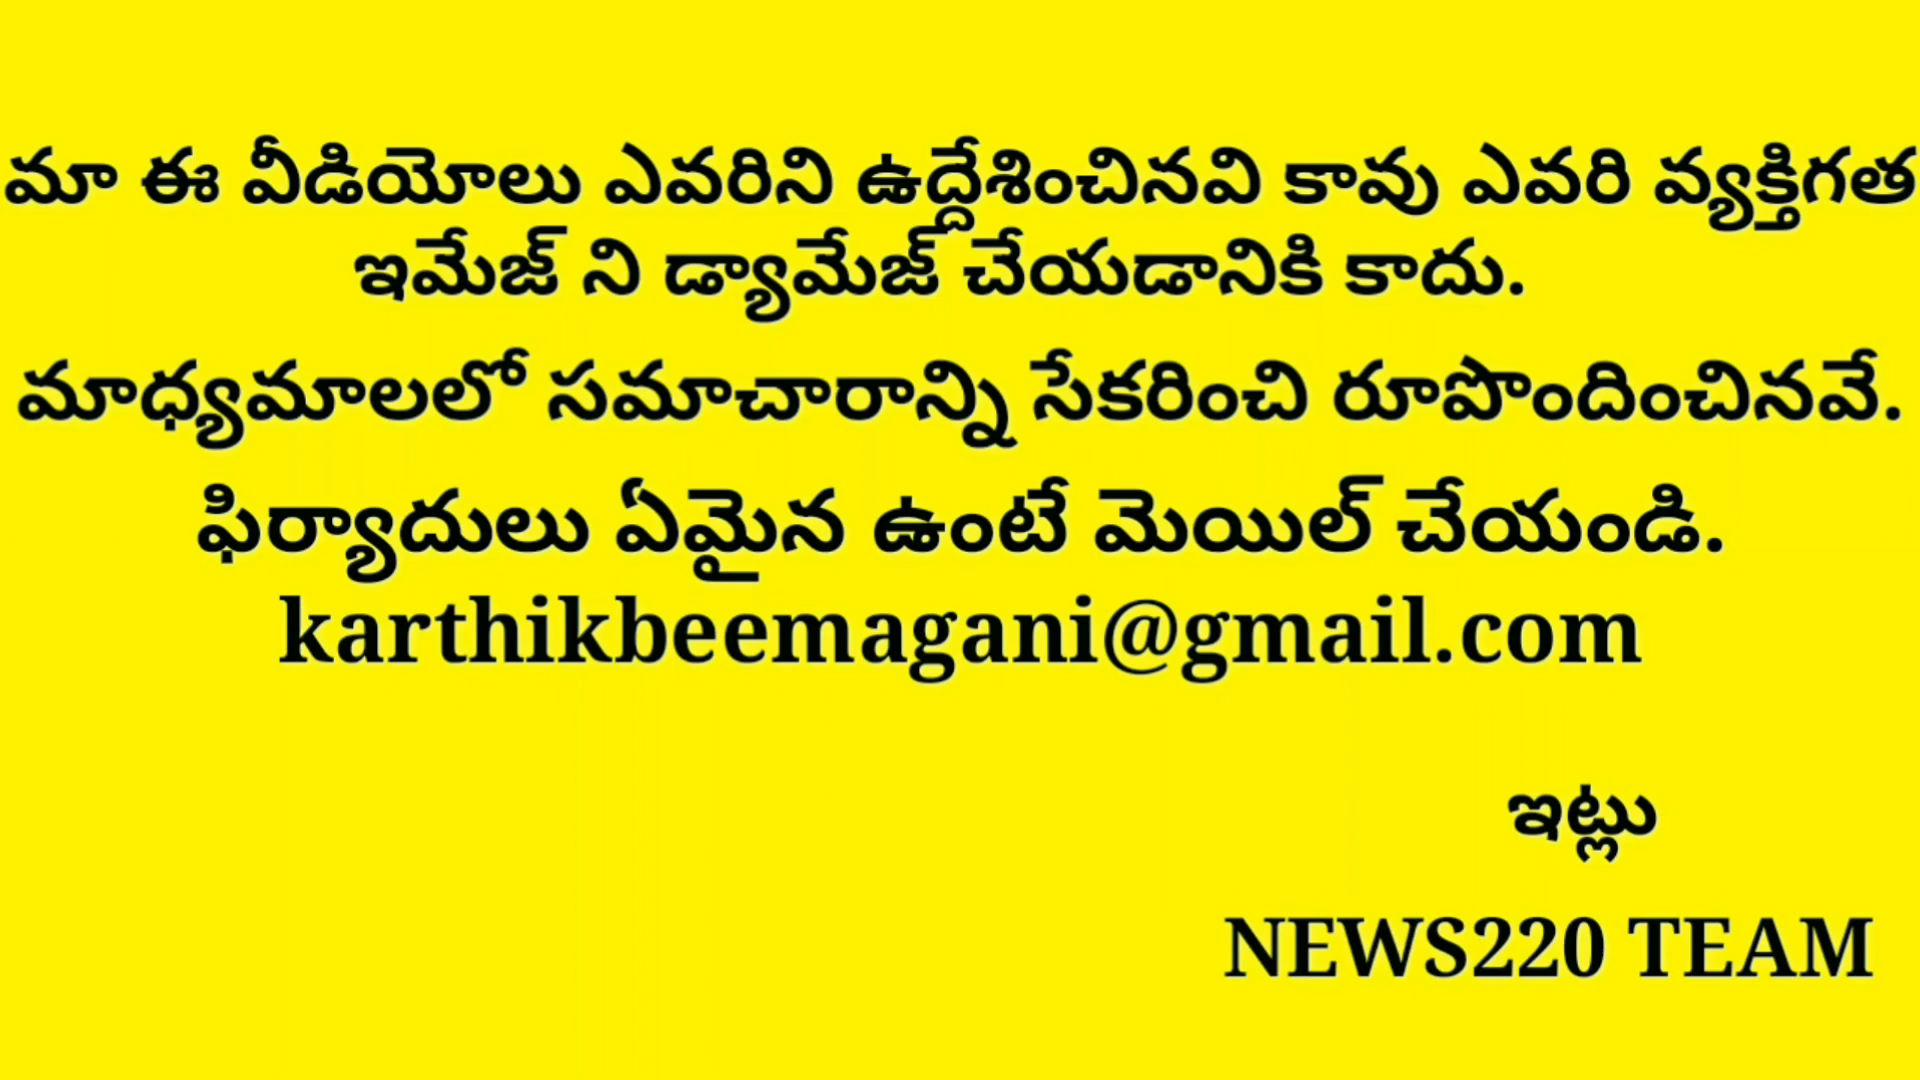 మా ఈ వీడియోలు ఎవరిని ఉద్దేశించినవి కావు ఎవరి వ్యక్తిగత
ఇమేజ్ ని డ్యామేజ్ చేయడానికి కాదు.
మాధ్యమాలలో సమాచారాన్ని సేకరించి రూపొందించినవే.
ఫిర్యాదులు ఏమైన ఉంటే మెయిల్ చేయండి.
karthikbeemagani@gmail.com
ఇట్లు
NEWS220 TEAM